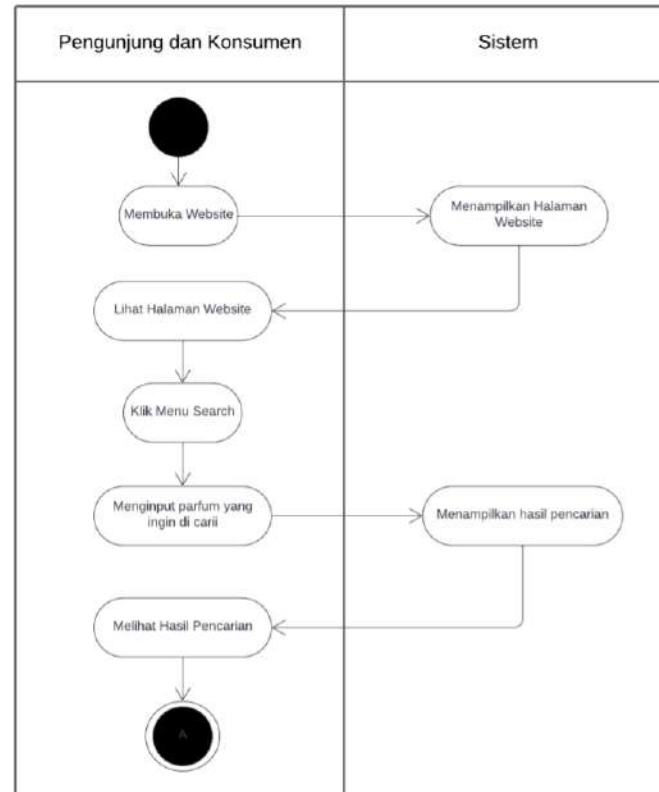 Pengunjung dan Konsumen
Sistem
Membuka Website
Menampilkan Halaman
Website
Lihat Halaman Website
Klik Menu Search
Menginput parfum yang
ingin di carii
Menampilkan hasil pencarian
Melihat Hasil Pencarian
A